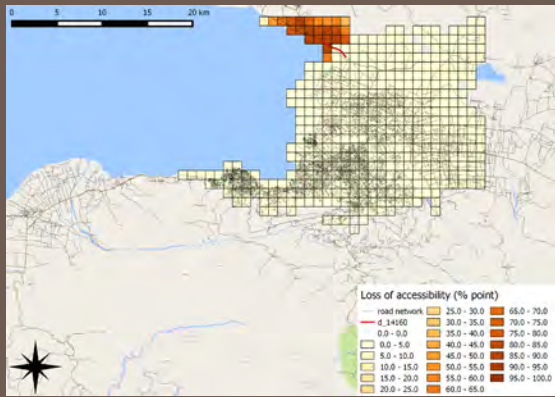 0 5 10 15 20 km
Loss of accessibility (% point)
road network
d_14160
0.0 - 0.0
0.0 - 5.0
5.0 - 10.0
10.0 - 15.0
15.0 - 20.0
20.0 - 25.0
25.0 - 30.0
30.0 - 35.0
35.0 - 40.0
40.0 - 45.0
45.0 - 50.0
50.0 - 55.0
55.0 - 60.0
60.0 - 65.0
65.0 - 70.0
70.0 - 75.0
75.0 - 80.0
80.0 - 85.0
85.0 - 90.0
90.0 - 95.0
95.0 - 100.0